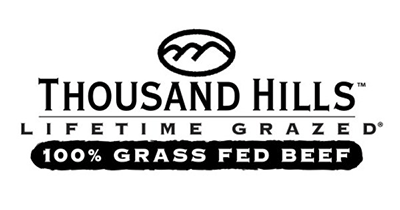 THOUSAND HILLS™
LIFETIME GRAZED®
100% GRASS FED BEEF